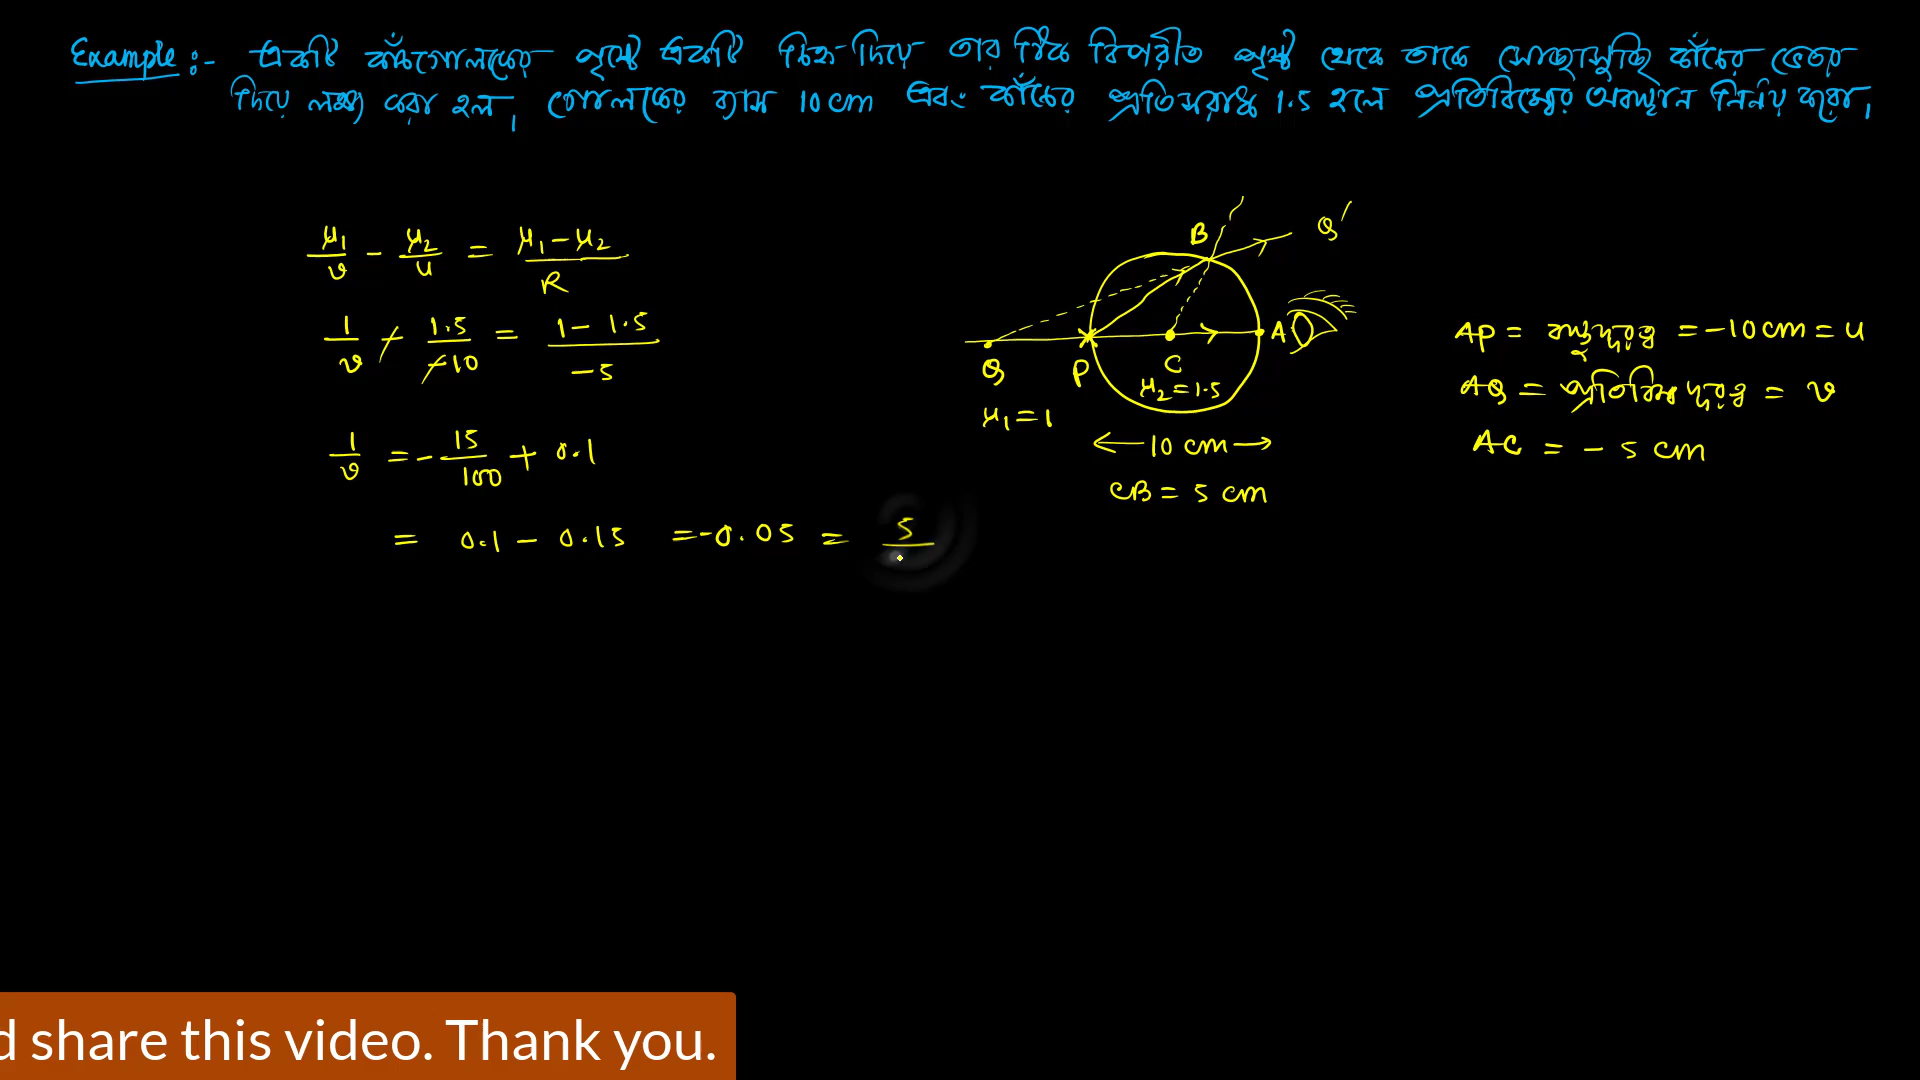 Example :- একটি কাঁচগোলকের পৃষ্ঠে একটি চিহ্ন দিয়ে তার ঠিক বিপরীত পৃষ্ঠ থেকে তাকে সোজাসুজি কাঁচের ভেতর
দিয়ে লক্ষ্য করা হল। গোলকের ব্যাস 10 cm এবং কাঁচের প্রতিসরাঙ্ক 1.5 হলে প্রতিবিম্বের অবস্থান নির্ণয় করো।
μ₁/v - μ₂/u = (μ₁ - μ₂)/R
1/v + 1.5/10 = (1 - 1.5)/-5
1/v = - 15/100 + 0.1
= 0.1 - 0.15 = -0.05 = 5/
B Q′
A
Q P C
μ₂ = 1.5
μ₁ = 1
10 cm
CB = 5 cm
AP = বস্তু দূরত্ব = -10 cm = u
AQ = প্রতিবিম্ব দূরত্ব = v
AC = - 5 cm
d share this video. Thank you.